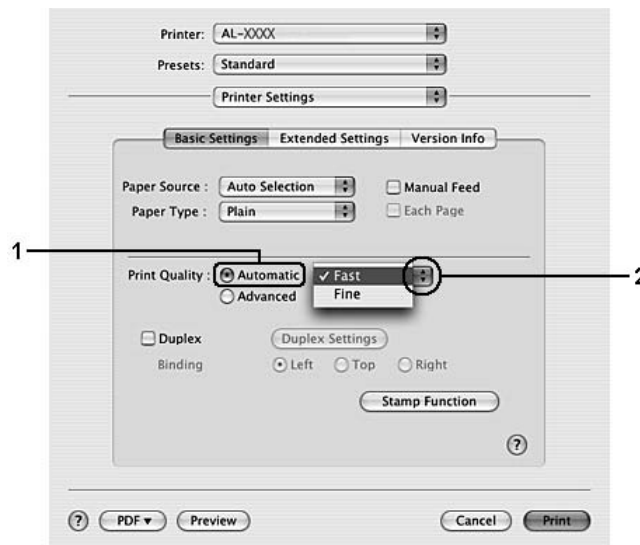 Printer: AL-XXXX
Presets: Standard
Printer Settings
Basic Settings Extended Settings Version Info
Paper Source : Auto Selection Manual Feed
Paper Type : Plain Each Page
1
Print Quality : Automatic ✓ Fast 2
Advanced Fine
Duplex Duplex Settings
Binding Left Top Right
Stamp Function
?
? PDF▼ Preview Cancel Print